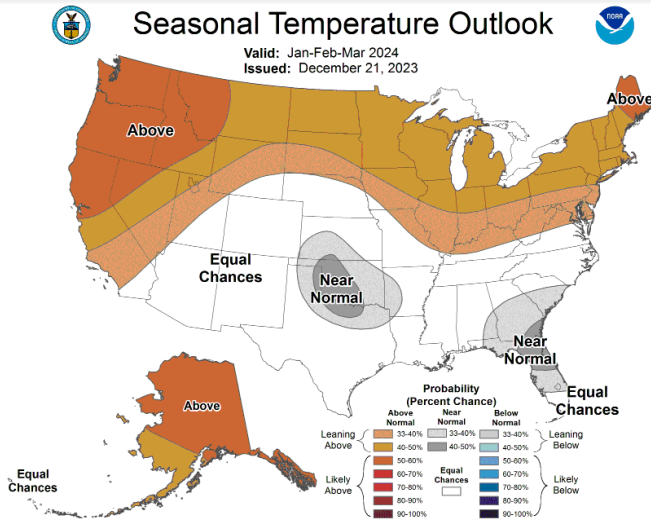 Seasonal Temperature Outlook
NOAA
Valid: Jan-Feb-Mar 2024
Issued: December 21, 2023
Above
Above
Equal
Chances
Near
Normal
Near
Normal
Equal
Chances
Above
Equal
Chances
Probability
(Percent Chance)
Above
Normal
Near
Normal
Below
Normal
Leaning
Above
33-40%
33-40%
33-40%
Leaning
Below
40-50%
40-50%
40-50%
Likely
Above
50-60%
50-60%
Likely
Below
60-70%
Equal
Chances
60-70%
70-80%
70-80%
80-90%
80-90%
90-100%
90-100%